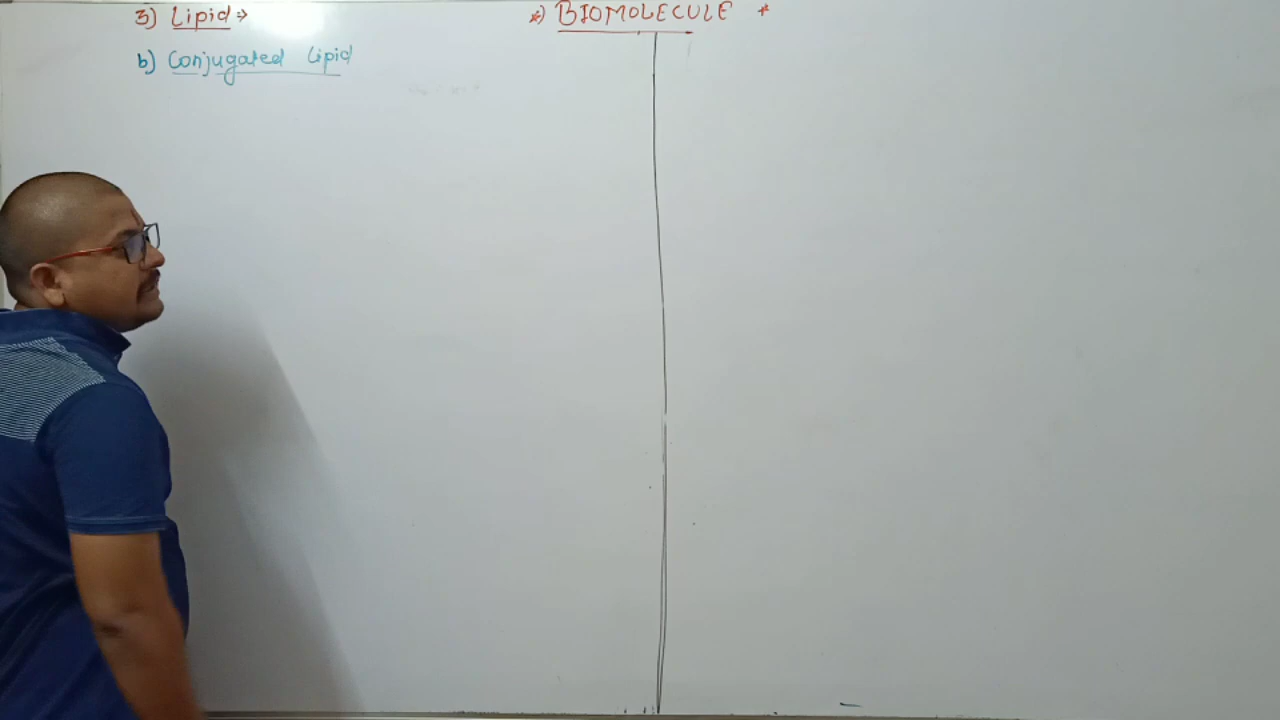 *) BIOMOLECULE *
3) Lipid →
b) Conjugated Lipid